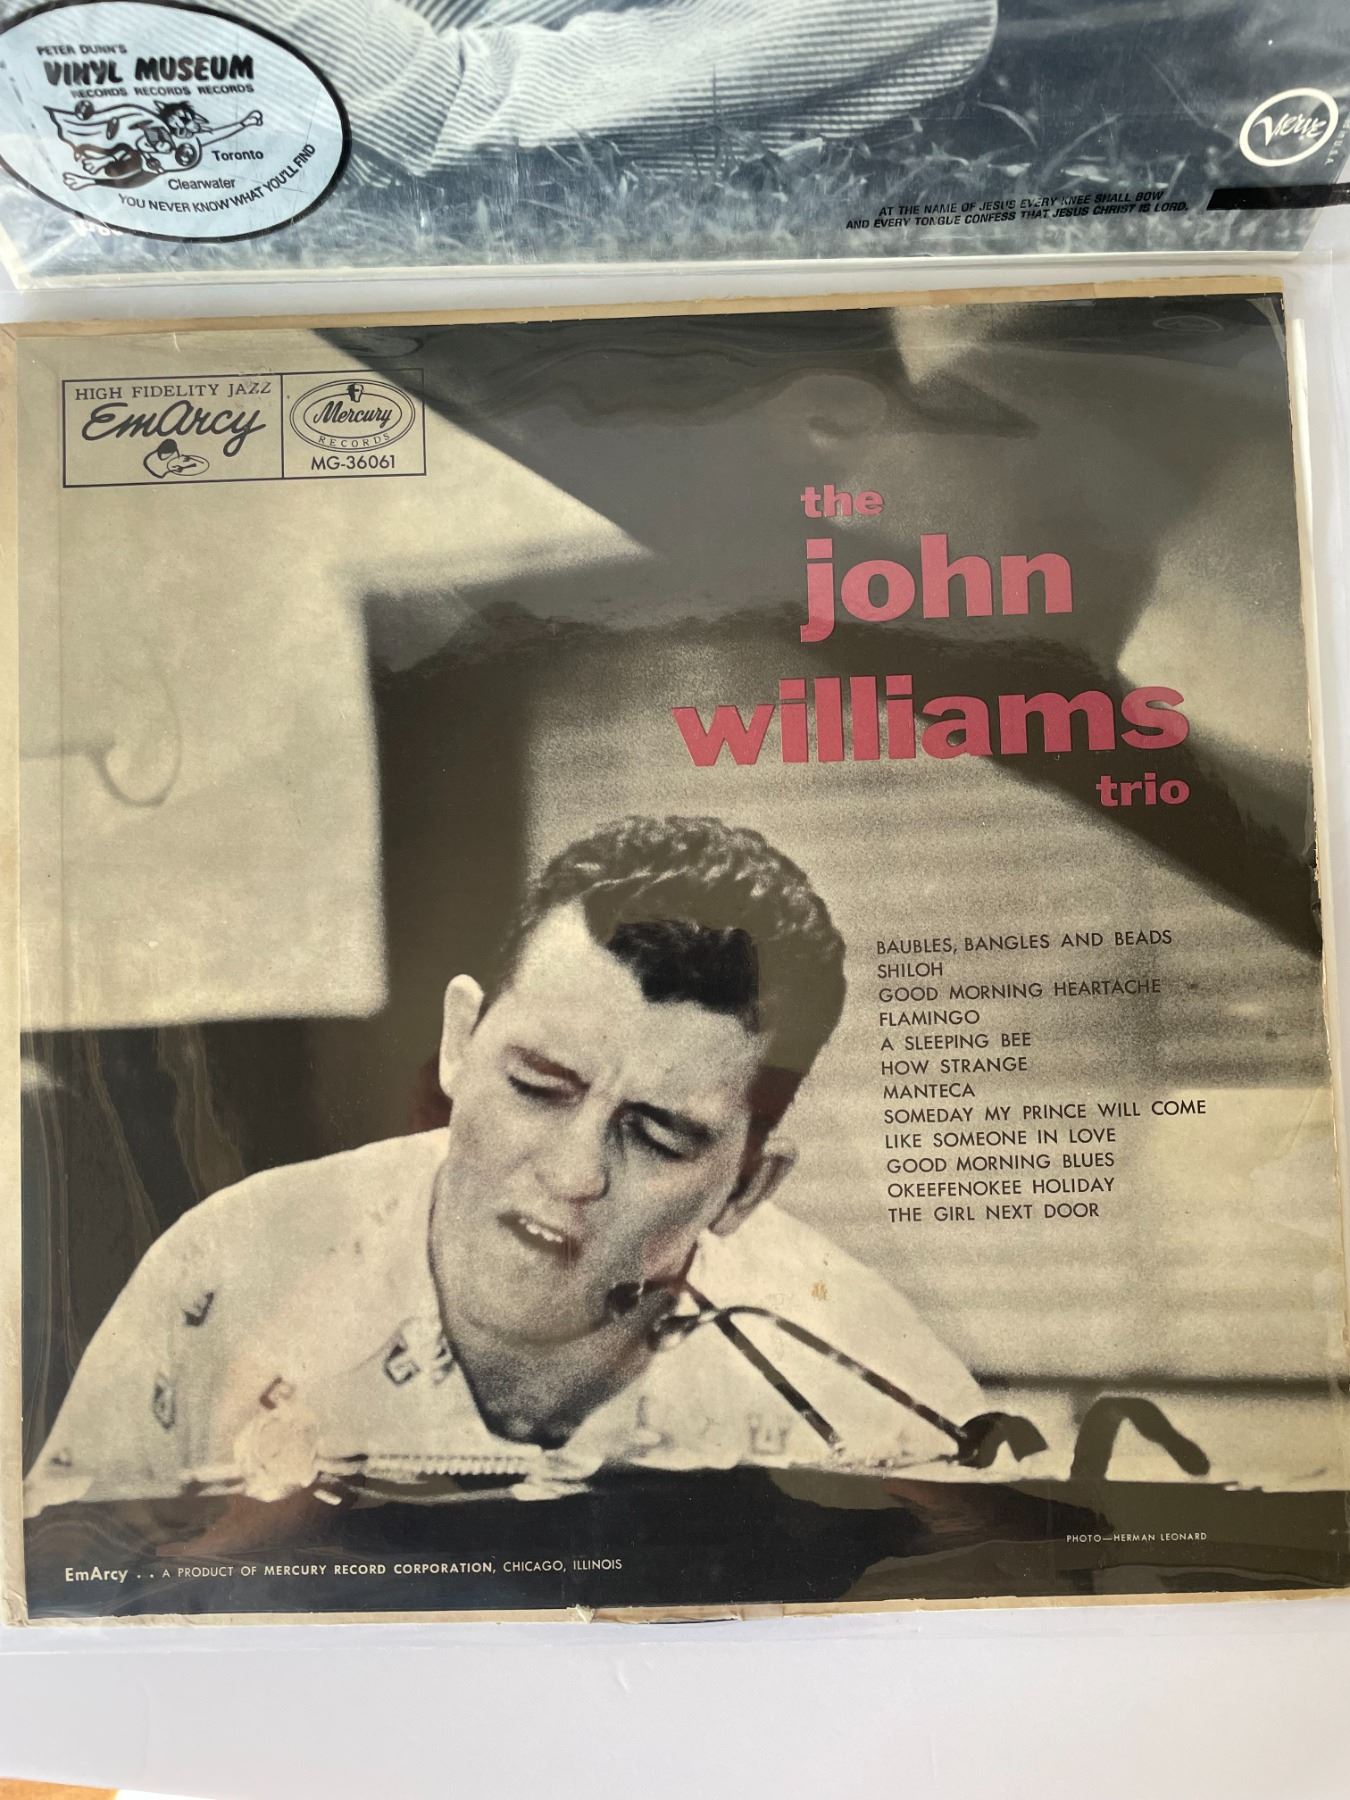 PETER DUNN'S
VINYL MUSEUM
RECORDS RECORDS RECORDS
Toronto
Clearwater
YOU NEVER KNOW WHAT YOU'LL FIND
Verve
AT THE NAME OF JESUS EVERY KNEE SHALL BOW
AND EVERY TONGUE CONFESS THAT JESUS CHRIST IS LORD.
HIGH FIDELITY JAZZ
EmArcy
Mercury
RECORDS
MG-36061
the
john
williams
trio
BAUBLES, BANGLES AND BEADS
SHILOH
GOOD MORNING HEARTACHE
FLAMINGO
A SLEEPING BEE
HOW STRANGE
MANTECA
SOMEDAY MY PRINCE WILL COME
LIKE SOMEONE IN LOVE
GOOD MORNING BLUES
OKEEFENOKEE HOLIDAY
THE GIRL NEXT DOOR
PHOTO—HERMAN LEONARD
EmArcy . . A PRODUCT OF MERCURY RECORD CORPORATION, CHICAGO, ILLINOIS